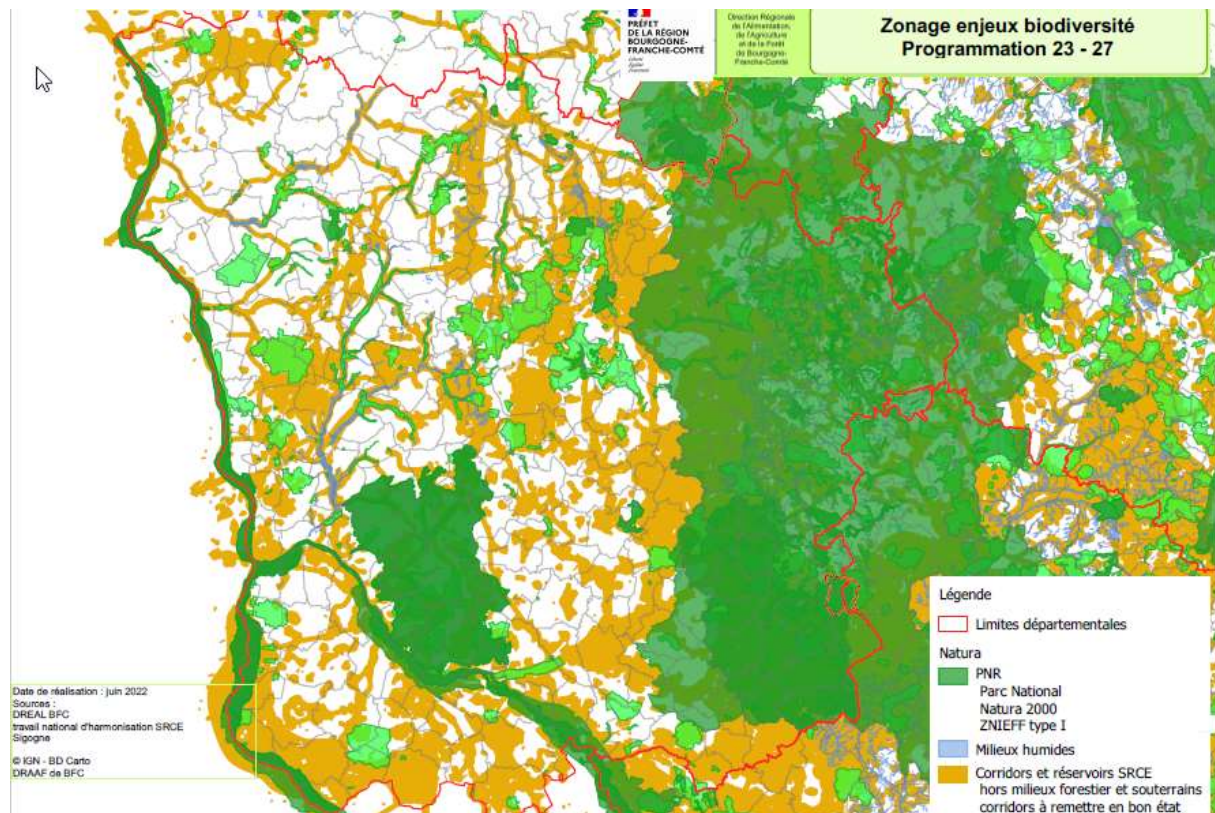 PRÉFET
DE LA RÉGION
BOURGOGNE-
FRANCHE-COMTÉ
Liberté
Égalité
Fraternité
Direction Régionale
de l'Alimentation,
de l'Agriculture
et de la Forêt
de Bourgogne-
Franche-Comté
Zonage enjeux biodiversité
Programmation 23 - 27
Légende
Limites départementales
Natura
PNR
Parc National
Natura 2000
ZNIEFF type I
Milieux humides
Corridors et réservoirs SRCE
hors milieux forestier et souterrains
corridors à remettre en bon état
Date de réalisation : juin 2022
Sources :
DREAL BFC
travail national d'harmonisation SRCE
Sigogne
© IGN - BD Carto
DRAAF de BFC